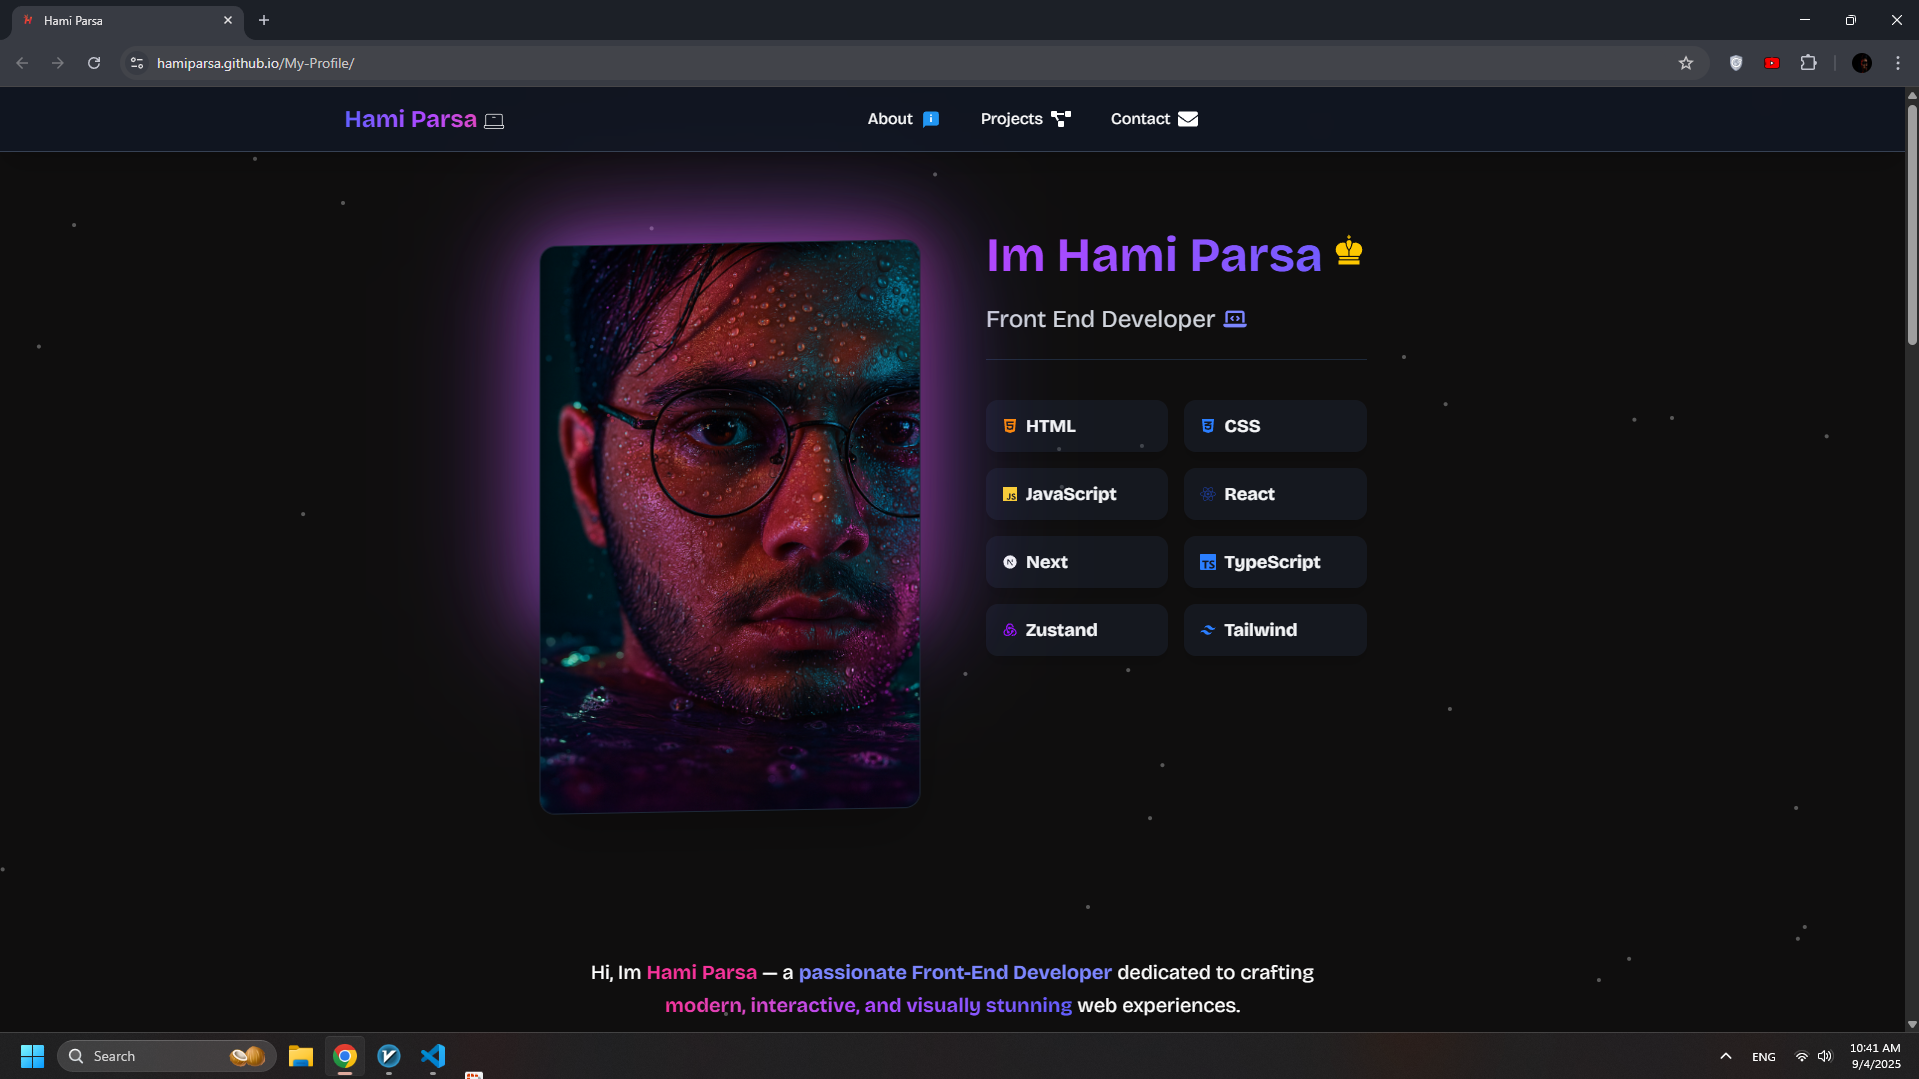 Hami Parsa
hamiparsa.github.io/My-Profile/
Hami Parsa
About
Projects
Contact
Im Hami Parsa
Front End Developer
HTML
CSS
JS JavaScript
React
N Next
TS TypeScript
Zustand
Tailwind
Hi, Im Hami Parsa — a passionate Front-End Developer dedicated to crafting
modern, interactive, and visually stunning web experiences.
Search
ENG
10:41 AM
9/4/2025